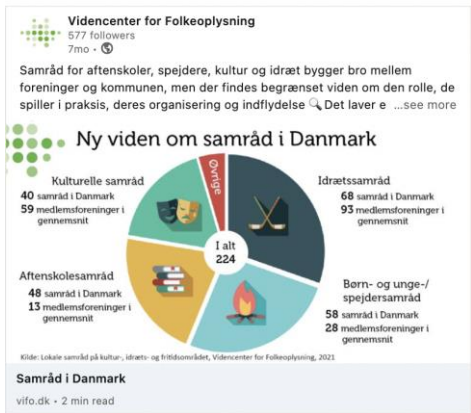 Videncenter for Folkeoplysning
577 followers
7mo •
Samråd for aftenskoler, spejdere, kultur og idræt bygger bro mellem
foreninger og kommunen, men der findes begrænset viden om den rolle, de
spiller i praksis, deres organisering og indflydelse 🔍 Det laver e ...see more
Ny viden om samråd i Danmark
Kulturelle samråd
40 samråd i Danmark
59 medlemsforeninger i
gennemsnit
Øvrige
Idrætssamråd
68 samråd i Danmark
93 medlemsforeninger i
gennemsnit
I alt
224
Aftenskolesamråd
48 samråd i Danmark
13 medlemsforeninger i
gennemsnit
Børn- og unge-/
spejdersamråd
58 samråd i Danmark
28 medlemsforeninger i
gennemsnit
Kilde: Lokale samråd på kultur-, idræts- og fritidsområdet, Videncenter for Folkeoplysning, 2021
Samråd i Danmark
vifo.dk • 2 min read